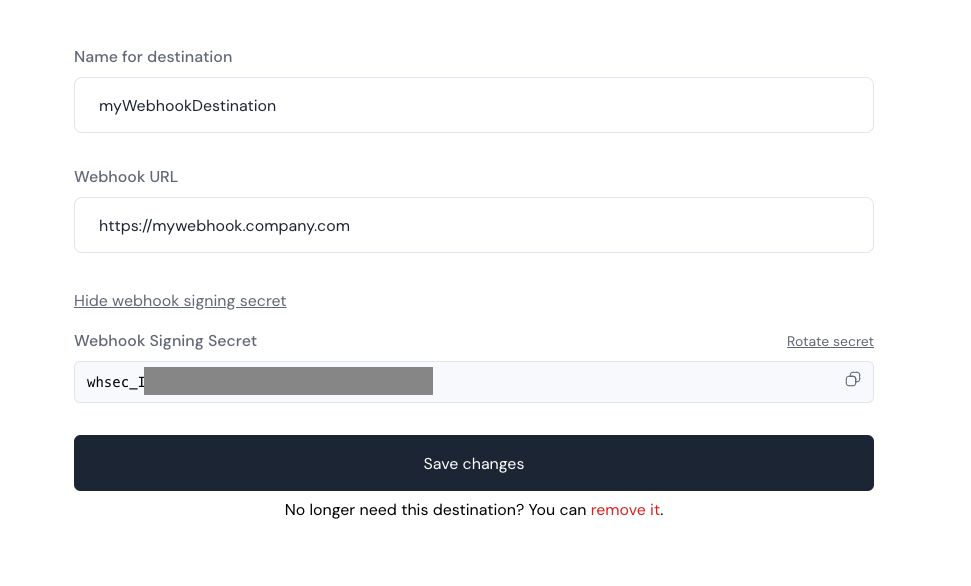 Name for destination
myWebhookDestination
Webhook URL
https://mywebhook.company.com
Hide webhook signing secret
Webhook Signing Secret
Rotate secret
whsec_I
Save changes
No longer need this destination? You can remove it.